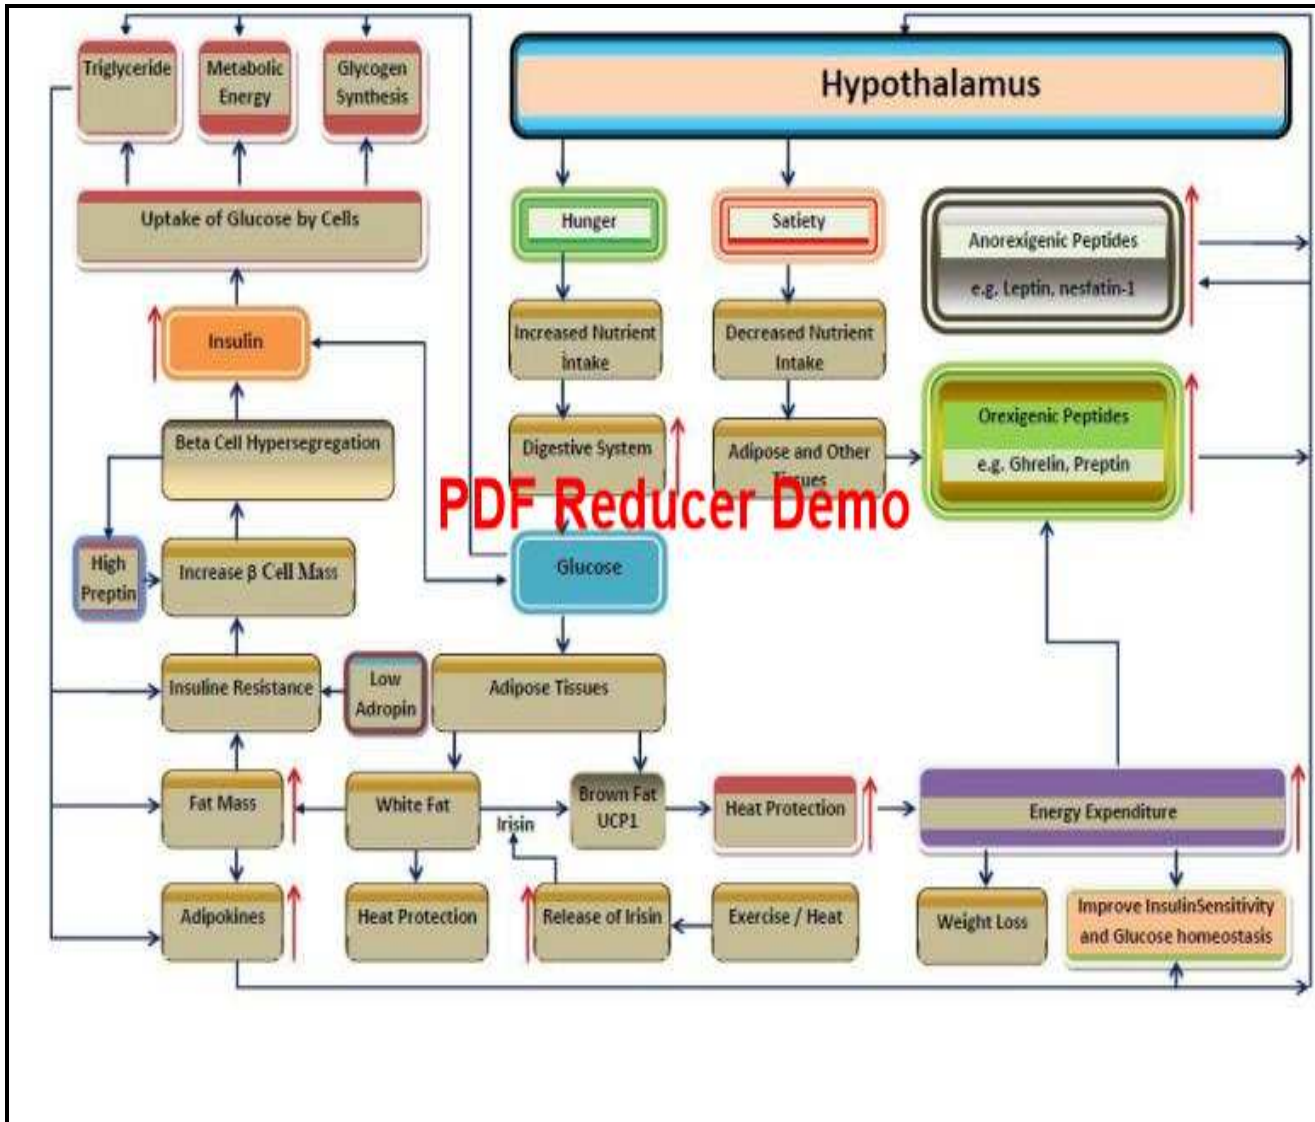 Triglyceride
Metabolic
Energy
Glycogen
Synthesis
Hypothalamus
Uptake of Glucose by Cells
Hunger
Satiety
Anorexigenic Peptides
e.g. Leptin, nesfatin-1
Insulin
Increased Nutrient
Intake
Decreased Nutrient
Intake
Orexigenic Peptides
e.g. Ghrelin, Preptin
Beta Cell Hypersegregation
Digestive System
Adipose and Other
Tissues
PDF Reducer Demo
High
Preptin
Increase β Cell Mass
Glucose
Insuline Resistance
Low
Adropin
Adipose Tissues
Fat Mass
White Fat
Irisin
Brown Fat
UCP1
Heat Protection
Energy Expenditure
Adipokines
Heat Protection
Release of Irisin
Exercise / Heat
Weight Loss
Improve InsulinSensitivity
and Glucose homeostasis